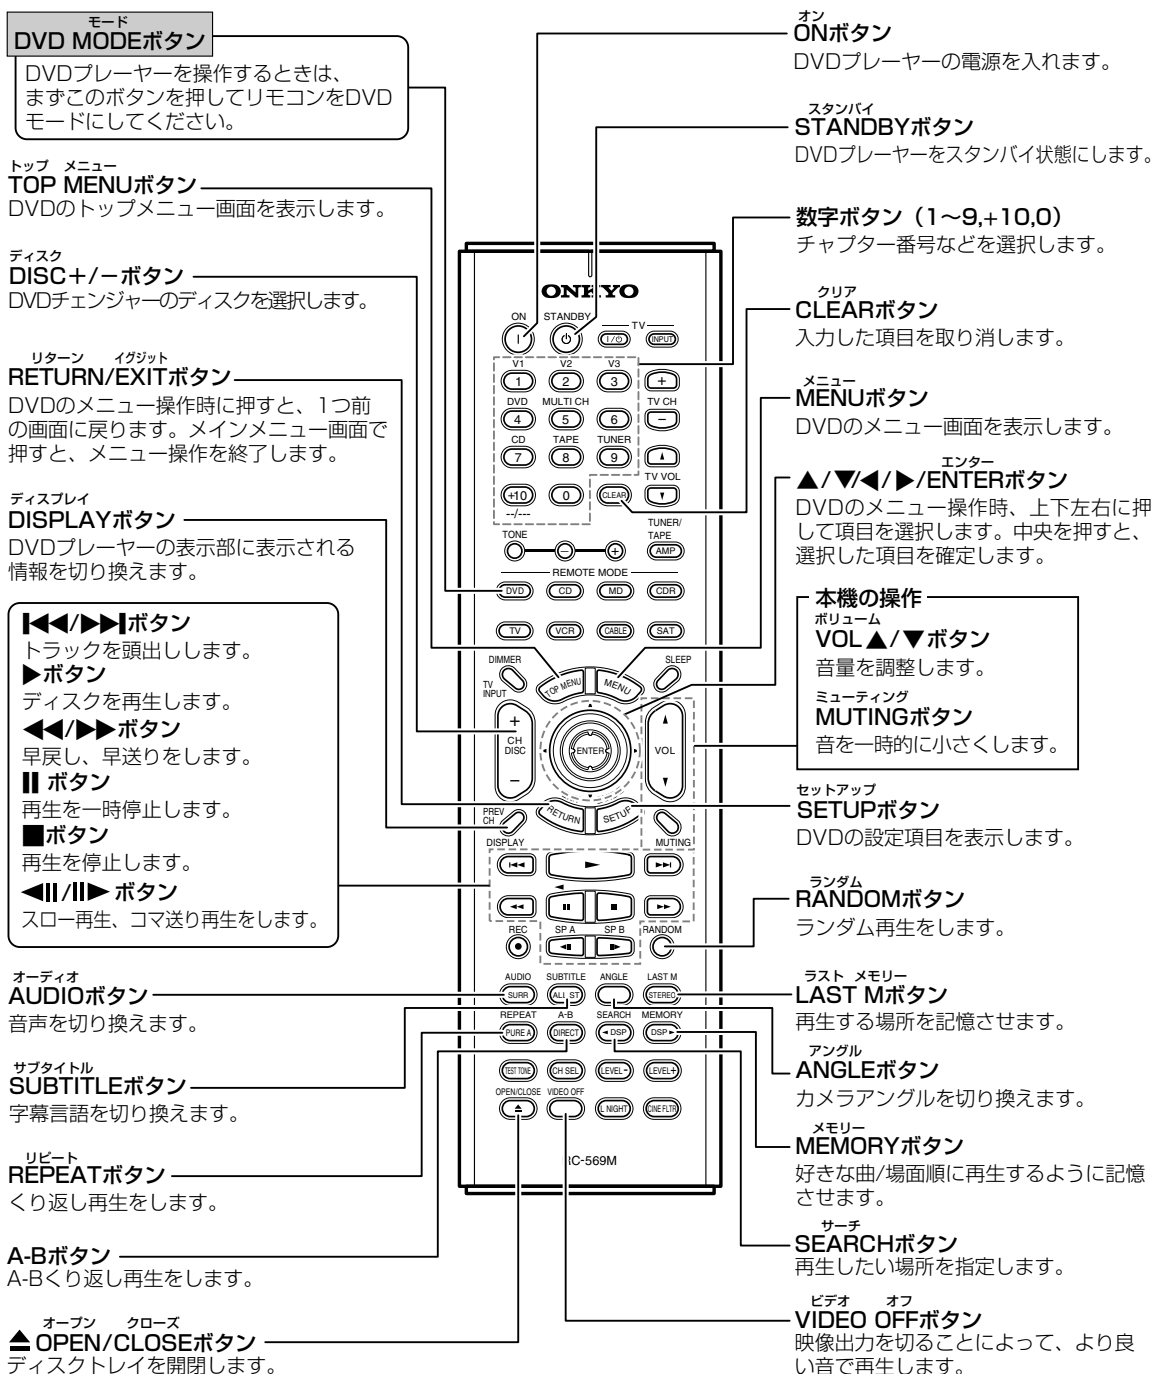 モード
DVD MODEボタン
DVDプレーヤーを操作するときは、
まずこのボタンを押してリモコンをDVD
モードにしてください。
トップ メニュー
TOP MENUボタン
DVDのトップメニュー画面を表示します。
ディスク
DISC+/−ボタン
DVDチェンジャーのディスクを選択します。
リターン イグジット
RETURN/EXITボタン
DVDのメニュー操作時に押すと、1つ前
の画面に戻ります。メインメニュー画面で
押すと、メニュー操作を終了します。
ディスプレイ
DISPLAYボタン
DVDプレーヤーの表示部に表示される
情報を切り換えます。
|◀◀/▶▶|ボタン
トラックを頭出しします。
▶ボタン
ディスクを再生します。
◀◀/▶▶ボタン
早戻し、早送りをします。
|| ボタン
再生を一時停止します。
■ボタン
再生を停止します。
◀||/||▶ ボタン
スロー再生、コマ送り再生をします。
オーディオ
AUDIOボタン
音声を切り換えます。
サブタイトル
SUBTITLEボタン
字幕言語を切り換えます。
リピート
REPEATボタン
くり返し再生をします。
A-Bボタン
A-Bくり返し再生をします。
オープン クローズ
⏏ OPEN/CLOSEボタン
ディスクトレイを開閉します。
ONKYO
ON STANDBY TV
I/⏻ INPUT
V1 V2 V3
1 2 3 +
DVD MULTI CH TV CH
4 5 6 −
CD TAPE TUNER
7 8 9
TV VOL
+10 0 CLEAR
--/---
TUNER/
TAPE
TONE
− + AMP
REMOTE MODE
DVD CD MD CDR
TV VCR CABLE SAT
DIMMER SLEEP
TV
INPUT
TOP MENU MENU
+
CH
DISC
−
ENTER
VOL
PREV
CH
RETURN SETUP
DISPLAY MUTING
REC SP A SP B RANDOM
AUDIO SUBTITLE ANGLE LAST M
SURR ALL ST STEREO
REPEAT A-B SEARCH MEMORY
PURE A DIRECT ◂ DSP DSP ▸
TEST TONE CH SEL LEVEL- LEVEL+
OPEN/CLOSE VIDEO OFF
L NIGHT CINE FLTR
RC-569M
オン
ONボタン
DVDプレーヤーの電源を入れます。
スタンバイ
STANDBYボタン
DVDプレーヤーをスタンバイ状態にします。
数字ボタン（1〜9,+10,0）
チャプター番号などを選択します。
クリア
CLEARボタン
入力した項目を取り消します。
メニュー
MENUボタン
DVDのメニュー画面を表示します。
エンター
▲/▼/◀/▶/ENTERボタン
DVDのメニュー操作時、上下左右に押
して項目を選択します。中央を押すと、
選択した項目を確定します。
本機の操作
ボリューム
VOL▲/▼ボタン
音量を調整します。
ミューティング
MUTINGボタン
音を一時的に小さくします。
セットアップ
SETUPボタン
DVDの設定項目を表示します。
ランダム
RANDOMボタン
ランダム再生をします。
ラスト メモリー
LAST Mボタン
再生する場所を記憶させます。
アングル
ANGLEボタン
カメラアングルを切り換えます。
メモリー
MEMORYボタン
好きな曲/場面順に再生するように記憶
させます。
サーチ
SEARCHボタン
再生したい場所を指定します。
ビデオ オフ
VIDEO OFFボタン
映像出力を切ることによって、より良
い音で再生します。